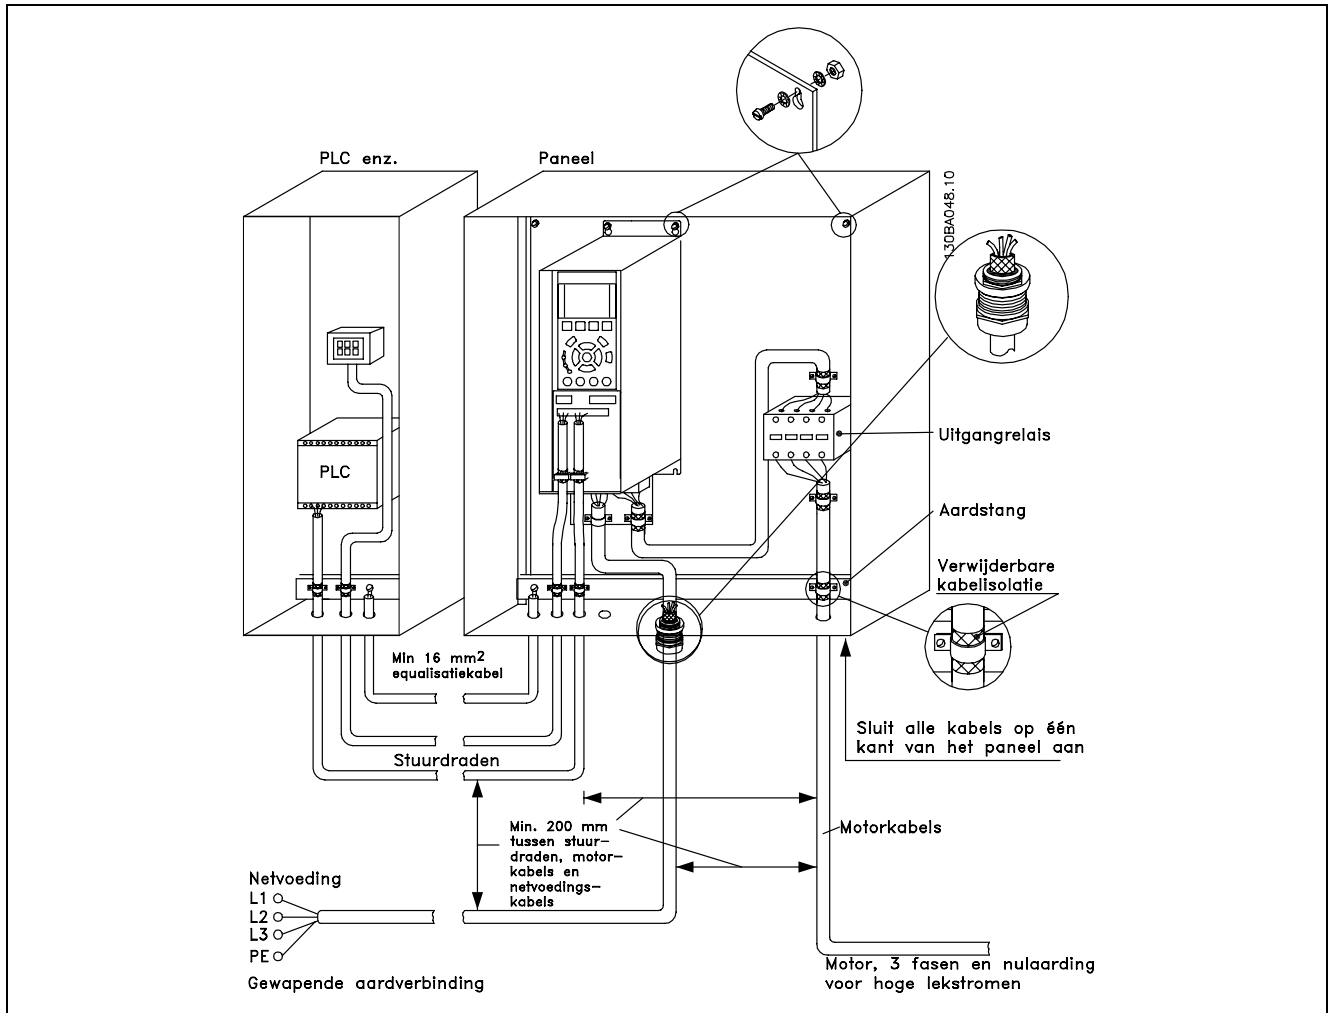 PLC enz.
Paneel
130BA048.10
PLC
Uitgangrelais
Aardstang
Verwijderbare
kabelisolatie
Min 16 mm2
equalisatiekabel
Stuurdraden
Sluit alle kabels op één
kant van het paneel aan
Min. 200 mm
tussen stuur-
draden, motor-
kabels en
netvoedings-
kabels
Motorkabels
Netvoeding
L1
L2
L3
PE
Gewapende aardverbinding
Motor, 3 fasen en nulaarding
voor hoge lekstromen